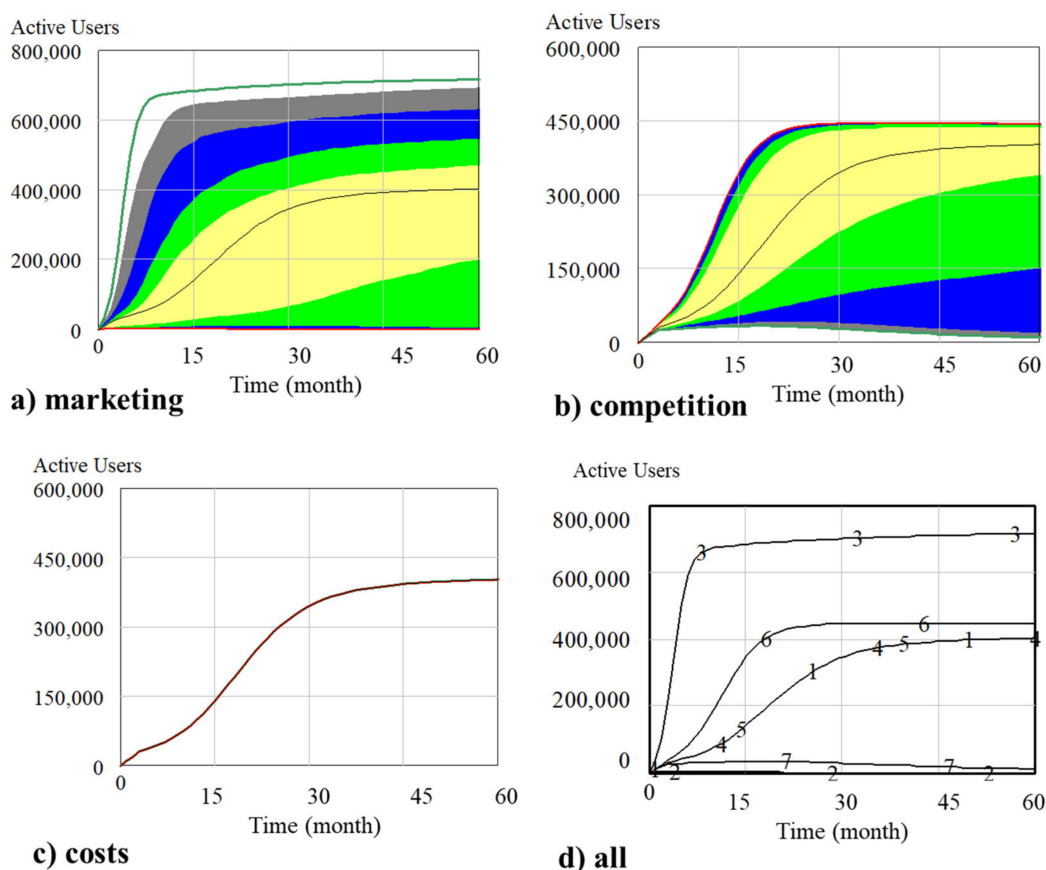 Active Users
800,000
600,000
400,000
200,000
0
0 15 30 45 60
Time (month)
a) marketing
Active Users
600,000
450,000
300,000
150,000
0
0 15 30 45 60
Time (month)
b) competition
Active Users
600,000
450,000
300,000
150,000
0
0 15 30 45 60
Time (month)
c) costs
Active Users
800,000
600,000
400,000
200,000
0
3 3 3
6 6
1 4 5 1 4
4 5
1 2 7 2 7 2
0 15 30 45 60
Time (month)
d) all